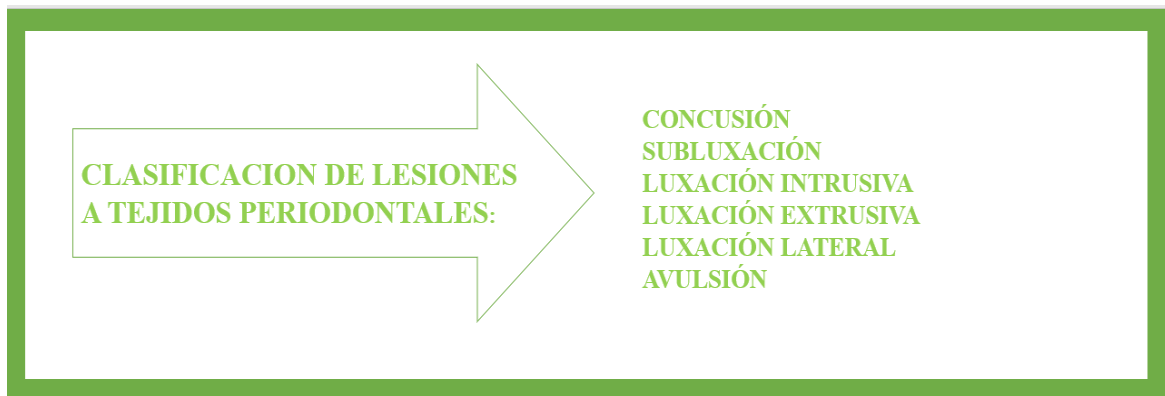 CLASIFICACION DE LESIONES
A TEJIDOS PERIODONTALES:
CONCUSIÓN
SUBLUXACIÓN
LUXACIÓN INTRUSIVA
LUXACIÓN EXTRUSIVA
LUXACIÓN LATERAL
AVULSIÓN